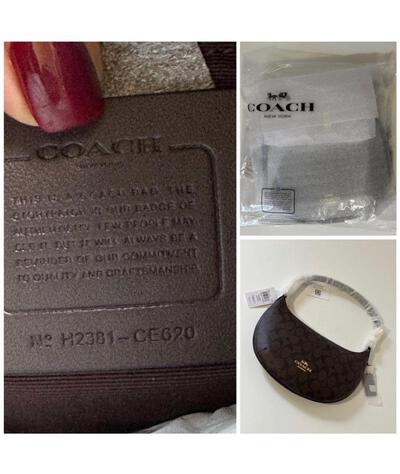 COACH
NEW YORK
THIS IS A COACH BAG. THE
STORYPATCH IS OUR BADGE OF
AUTHENTICITY. FEW PEOPLE MAY
SEE IT, BUT IT WILL ALWAYS BE A
REMINDER OF OUR COMMITMENT
TO QUALITY AND CRAFTSMANSHIP.
Nº H2381-CE620
COACH
NEW YORK
COACH